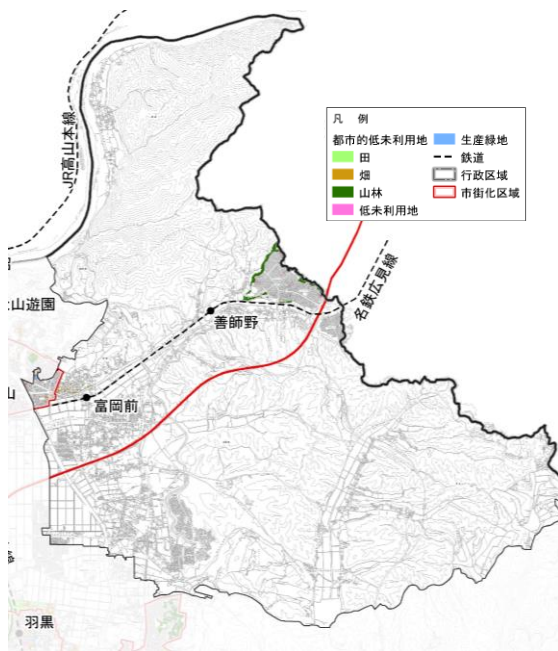 凡 例
都市的低未利用地
田
畑
山林
低未利用地
生産緑地
鉄道
行政区域
市街化区域
JR高山本線
名鉄広見線
山遊園
善師野
山
富岡前
羽黒